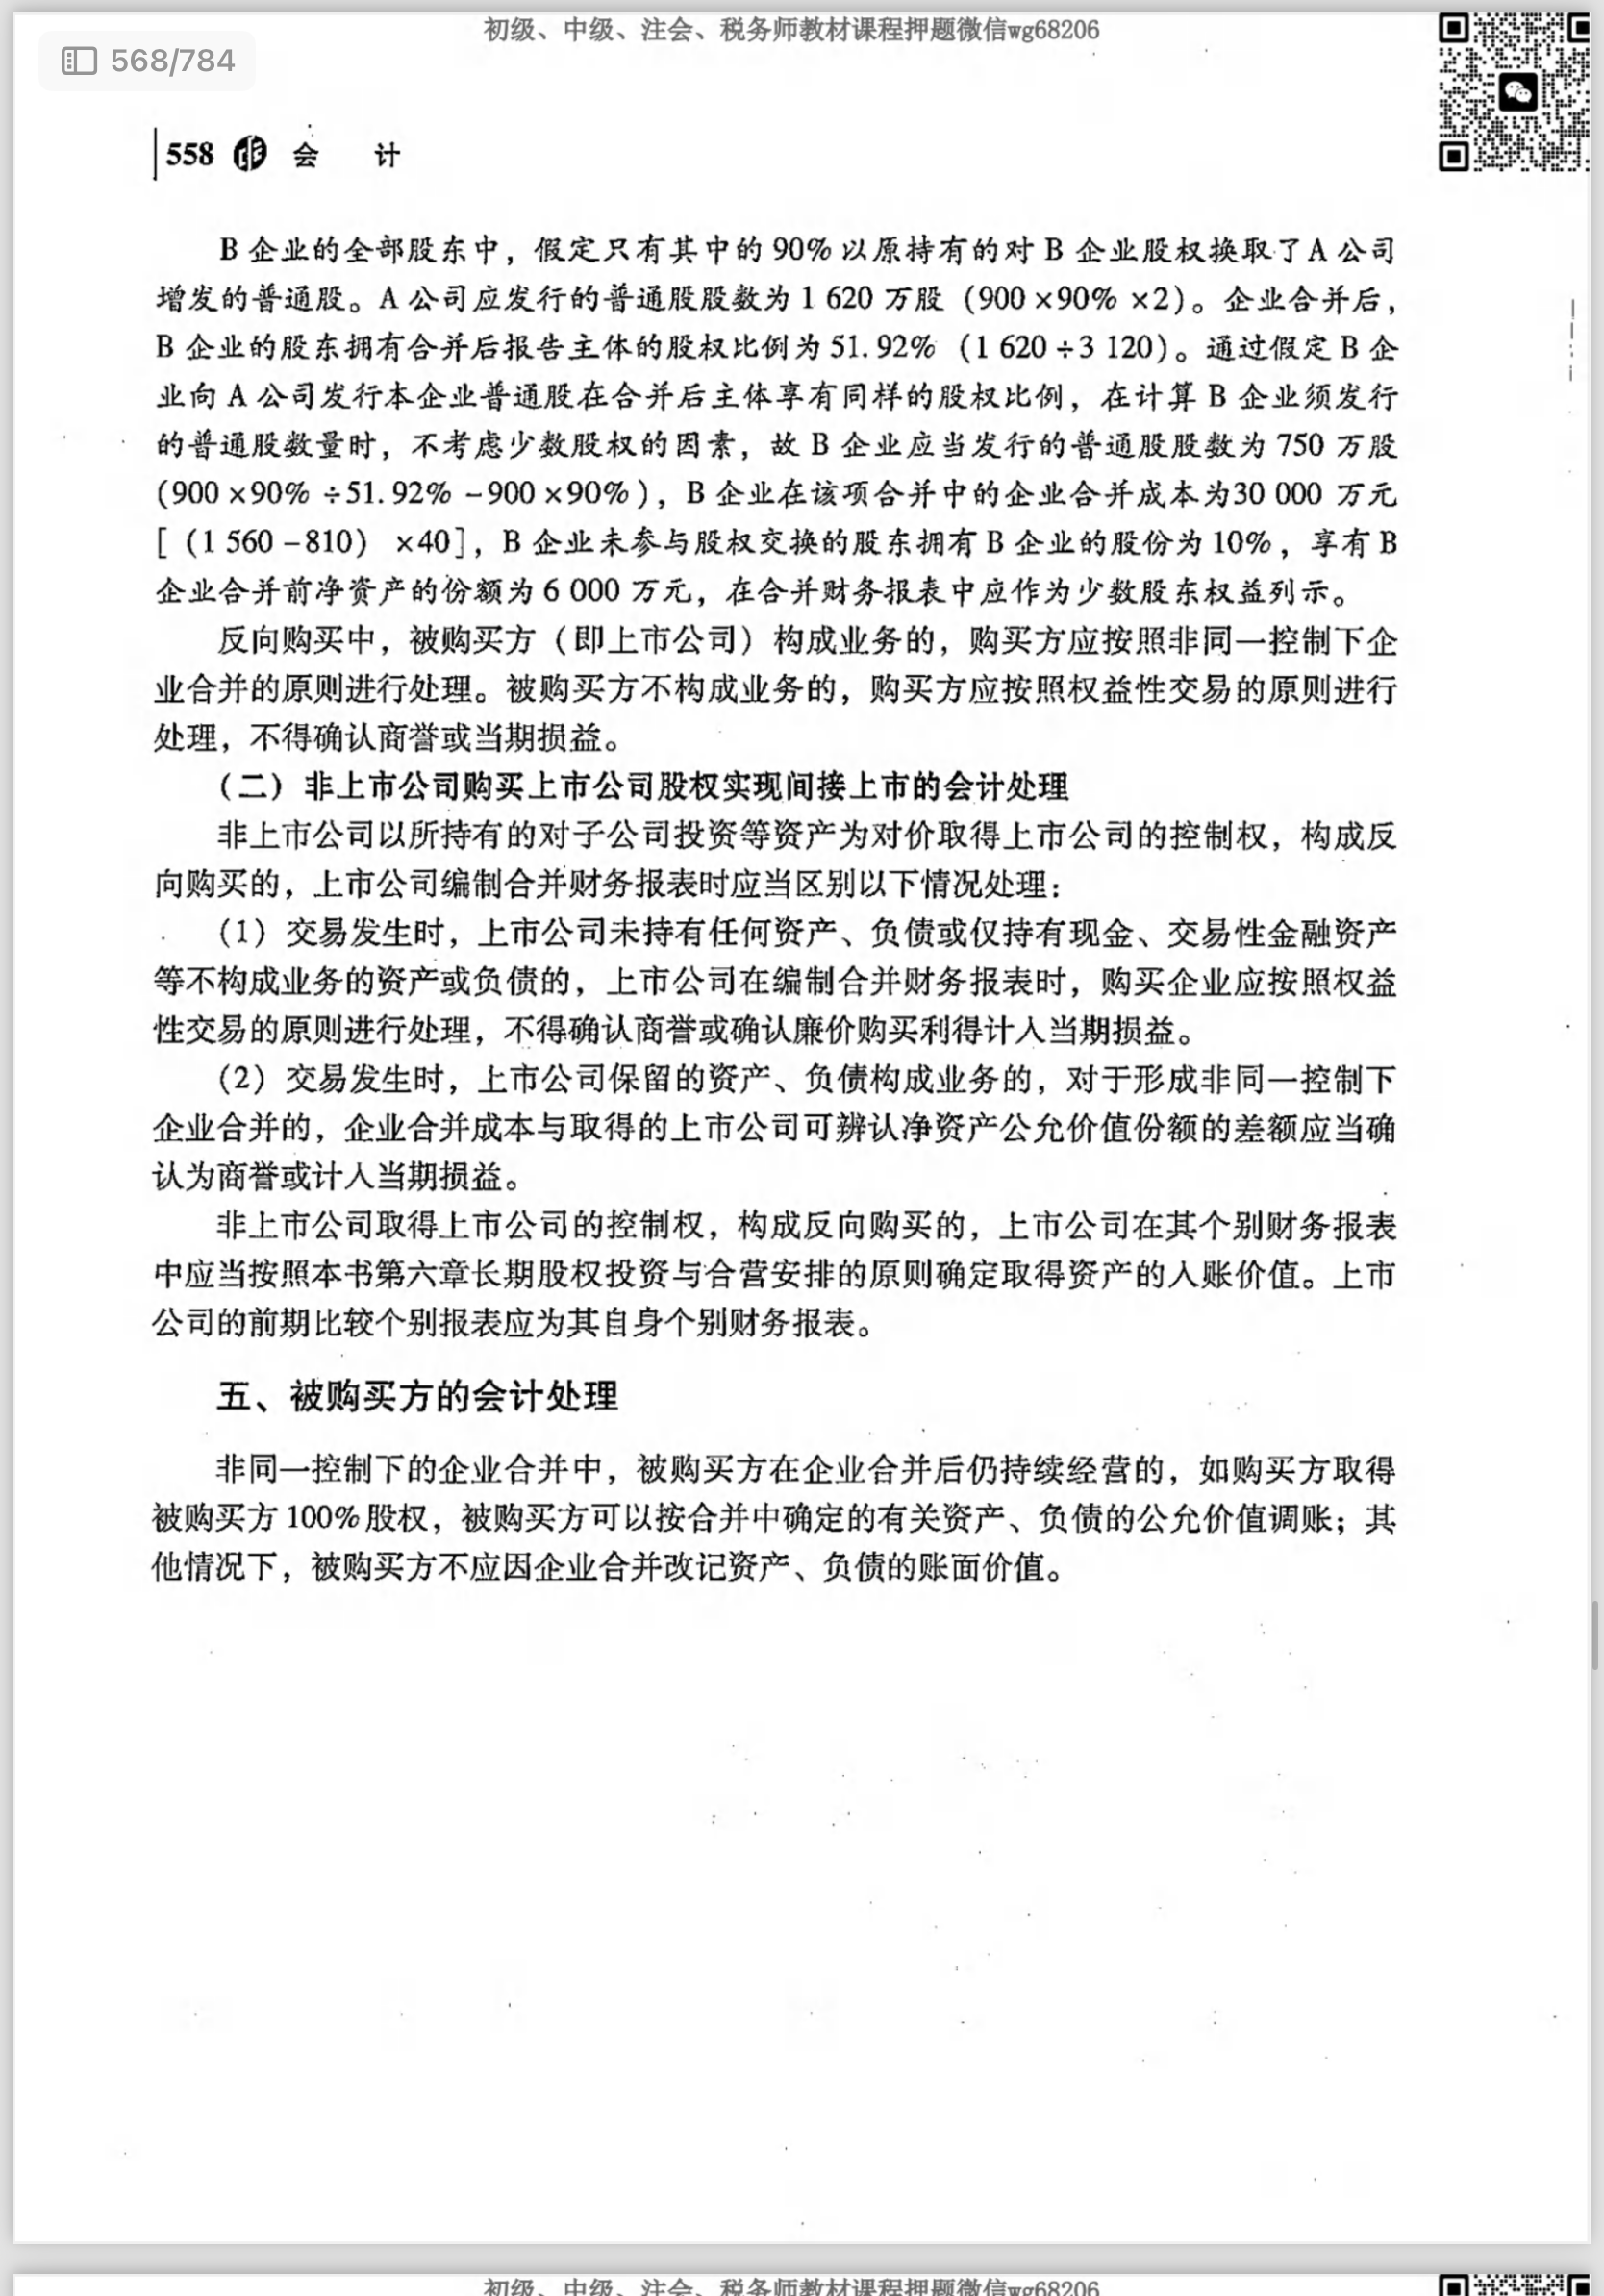 初级、中级、注会、税务师教材课程押题微信wg68206
568/784
558 会 计
B 企业的全部股东中，假定只有其中的 90% 以原持有的对 B 企业股权换取了 A 公司
增发的普通股。A 公司应发行的普通股股数为 1 620 万股（900 ×90% ×2）。企业合并后，
B 企业的股东拥有合并后报告主体的股权比例为 51. 92%（1 620 ÷3 120）。通过假定 B 企
业向 A 公司发行本企业普通股在合并后主体享有同样的股权比例，在计算 B 企业须发行
的普通股数量时，不考虑少数股权的因素，故 B 企业应当发行的普通股股数为 750 万股
(900 ×90% ÷51. 92% －900 ×90%)，B 企业在该项合并中的企业合并成本为30 000 万元
[（1 560 －810） ×40]，B 企业未参与股权交换的股东拥有 B 企业的股份为 10%，享有 B
企业合并前净资产的份额为 6 000 万元，在合并财务报表中应作为少数股东权益列示。
反向购买中，被购买方（即上市公司）构成业务的，购买方应按照非同一控制下企
业合并的原则进行处理。被购买方不构成业务的，购买方应按照权益性交易的原则进行
处理，不得确认商誉或当期损益。
（二）非上市公司购买上市公司股权实现间接上市的会计处理
非上市公司以所持有的对子公司投资等资产为对价取得上市公司的控制权，构成反
向购买的，上市公司编制合并财务报表时应当区别以下情况处理：
（1）交易发生时，上市公司未持有任何资产、负债或仅持有现金、交易性金融资产
等不构成业务的资产或负债的，上市公司在编制合并财务报表时，购买企业应按照权益
性交易的原则进行处理，不得确认商誉或确认廉价购买利得计入当期损益。
（2）交易发生时，上市公司保留的资产、负债构成业务的，对于形成非同一控制下
企业合并的，企业合并成本与取得的上市公司可辨认净资产公允价值份额的差额应当确
认为商誉或计入当期损益。
非上市公司取得上市公司的控制权，构成反向购买的，上市公司在其个别财务报表
中应当按照本书第六章长期股权投资与合营安排的原则确定取得资产的入账价值。上市
公司的前期比较个别报表应为其自身个别财务报表。
五、被购买方的会计处理
非同一控制下的企业合并中，被购买方在企业合并后仍持续经营的，如购买方取得
被购买方 100% 股权，被购买方可以按合并中确定的有关资产、负债的公允价值调账；其
他情况下，被购买方不应因企业合并改记资产、负债的账面价值。
初级、中级、注会、税务师教材课程押题微信wg68206